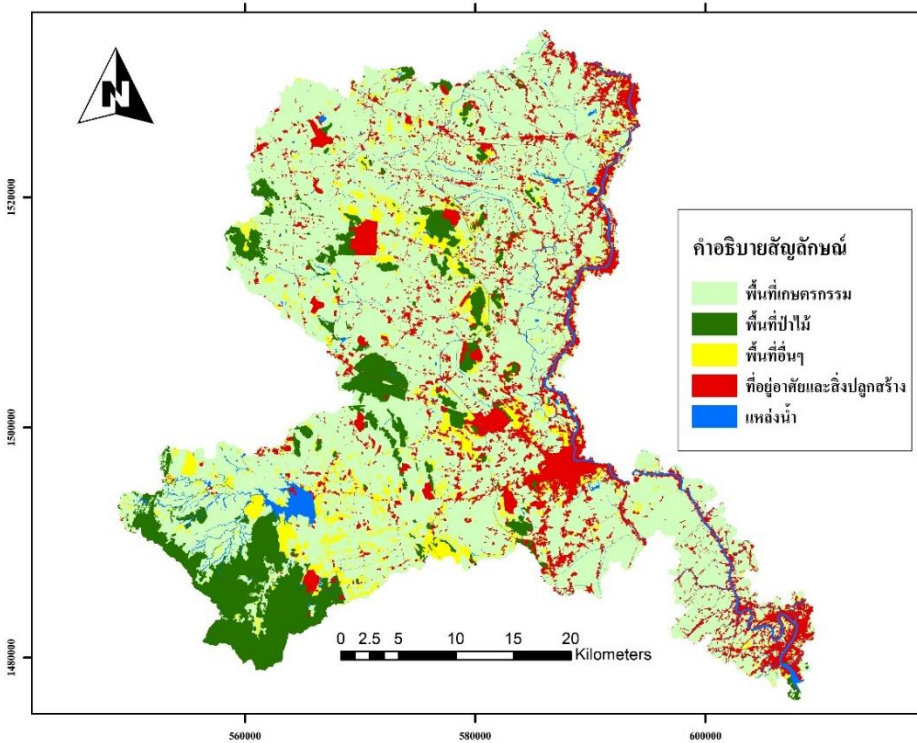 N
1520000
1500000
1480000
คำอธิบายสัญลักษณ์
พื้นที่เกษตรกรรม
พื้นที่ป่าไม้
พื้นที่อื่นๆ
ที่อยู่อาศัยและสิ่งปลูกสร้าง
แหล่งน้ำ
0 2.5 5 10 15 20
Kilometers
560000 580000 600000